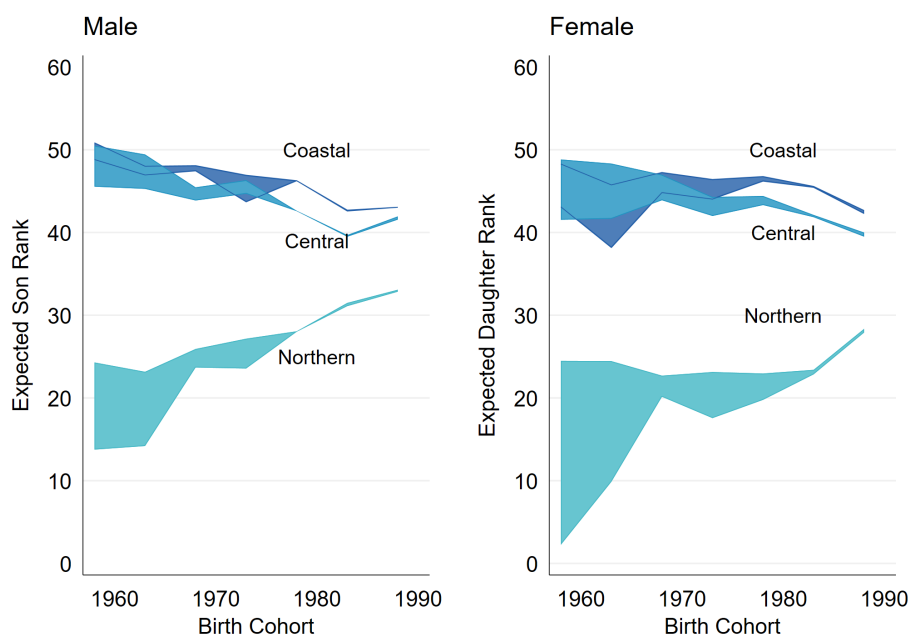 Male
Expected Son Rank
60
50
40
30
20
10
0
Coastal
Central
Northern
1960 1970 1980 1990
Birth Cohort
Female
Expected Daughter Rank
60
50
40
30
20
10
0
Coastal
Central
Northern
1960 1970 1980 1990
Birth Cohort